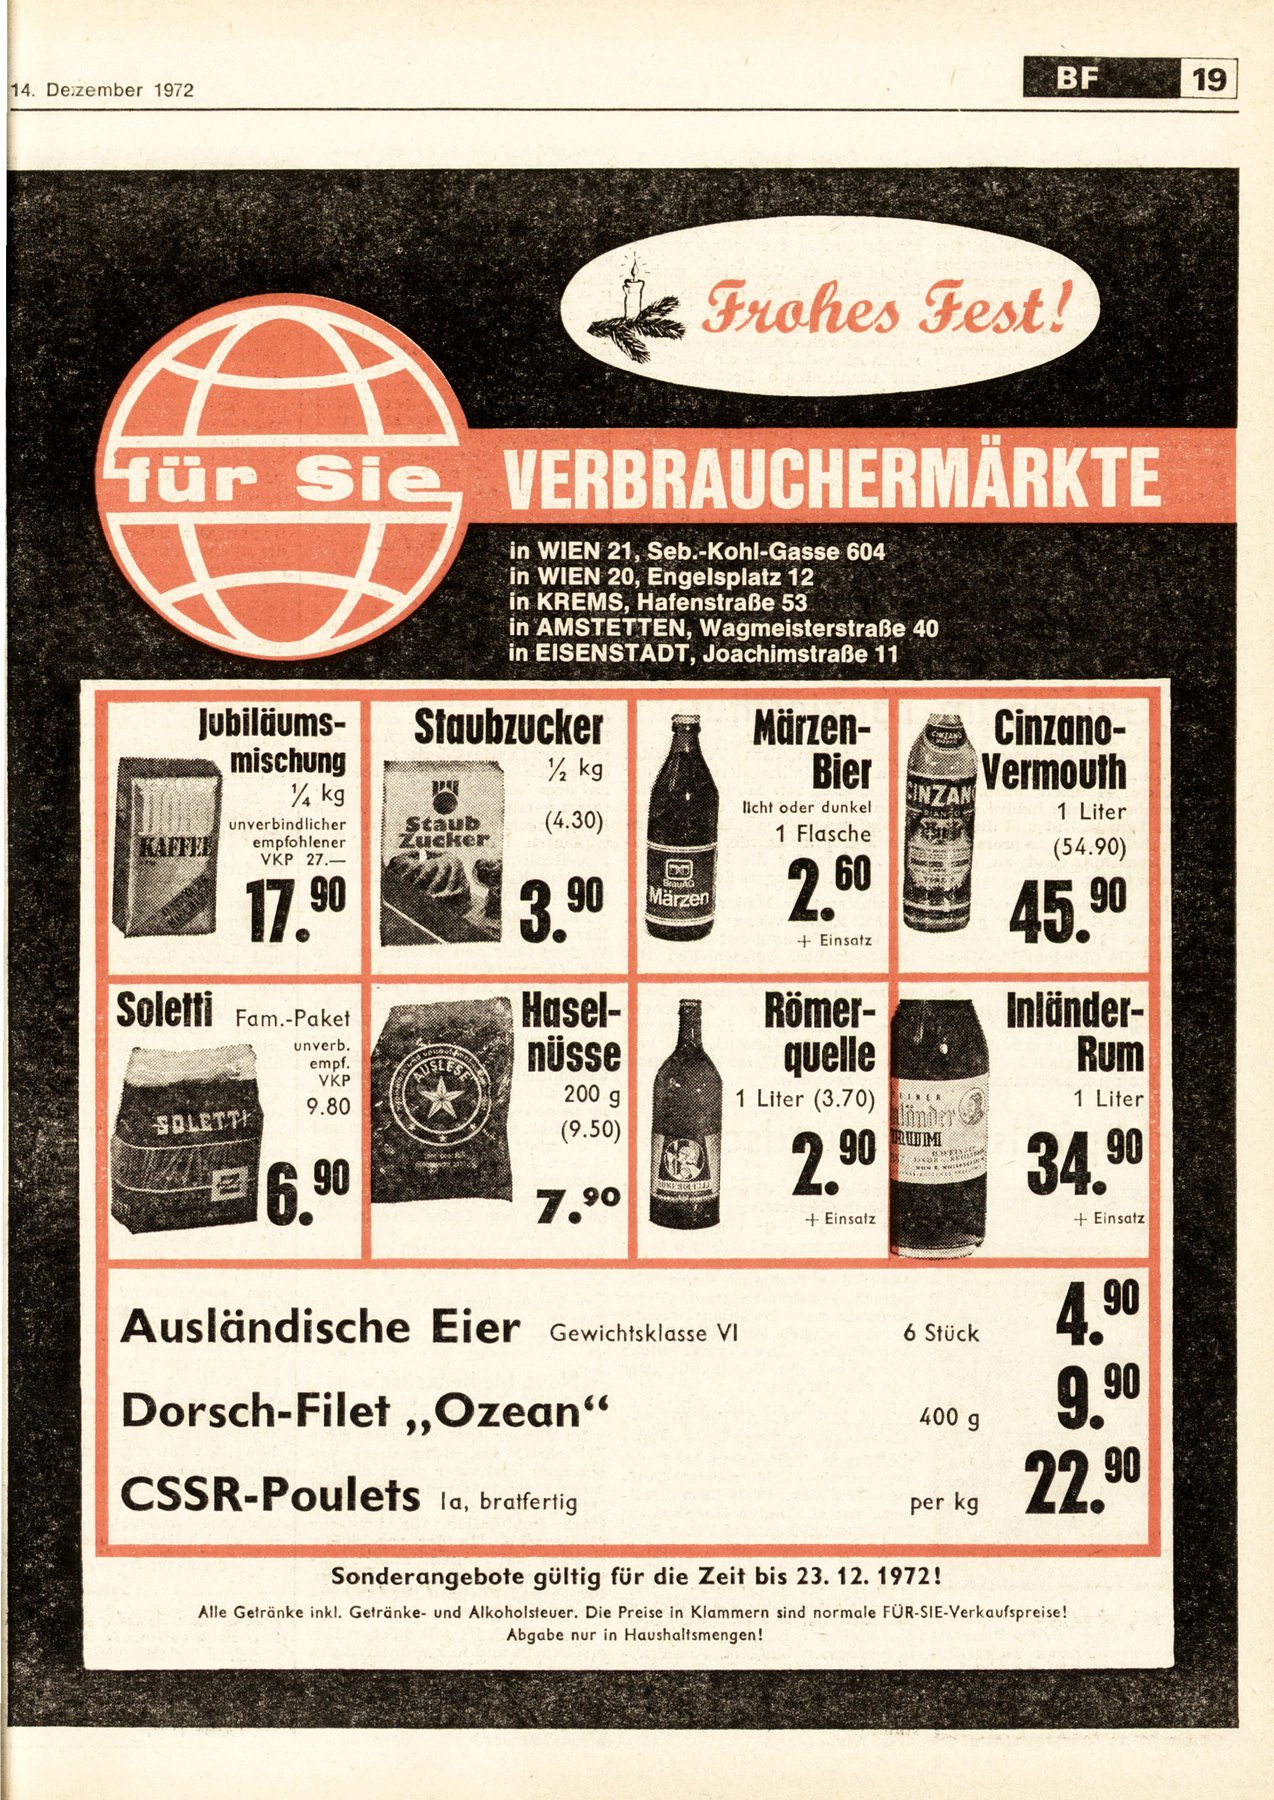 14. Dezember 1972
BF 19
Frohes Fest!
für Sie VERBRAUCHERMÄRKTE
in WIEN 21, Seb.-Kohl-Gasse 604
in WIEN 20, Engelsplatz 12
in KREMS, Hafenstraße 53
in AMSTETTEN, Wagmeisterstraße 40
in EISENSTADT, Joachimstraße 11
Jubiläums-
mischung
¼ kg
unverbindlicher
empfohlener
VKP 27.—
17.90
KAFFEE
Staubzucker
½ kg
(4.30)
3.90
Staub
Zucker
Märzen-
Bier
licht oder dunkel
1 Flasche
2.60
+ Einsatz
BrauAG
Märzen
Cinzano-
Vermouth
1 Liter
(54.90)
45.90
CINZANO
CINZAN
Soletti Fam.-Paket
unverb.
empf.
VKP
9.80
6.90
SOLETTI
Hasel-
nüsse
200 g
(9.50)
7.90
AUSLESE
Römer-
quelle
1 Liter (3.70)
2.90
+ Einsatz
Inländer-
Rum
1 Liter
34.90
+ Einsatz
Ausländische Eier Gewichtsklasse VI 6 Stück 4.90
Dorsch-Filet „Ozean“ 400 g 9.90
CSSR-Poulets Ia, bratfertig per kg 22.90
Sonderangebote gültig für die Zeit bis 23. 12. 1972!
Alle Getränke inkl. Getränke- und Alkoholsteuer. Die Preise in Klammern sind normale FÜR-SIE-Verkaufspreise!
Abgabe nur in Haushaltsmengen!